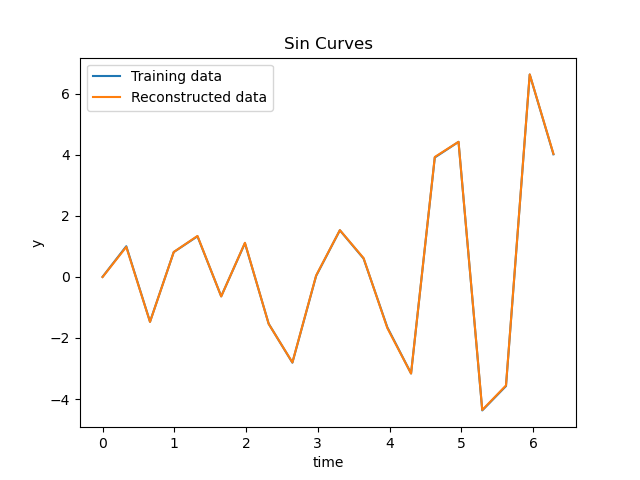 Sin Curves
Training data
Reconstructed data
6
4
2
0
−2
−4
y
0 1 2 3 4 5 6
time